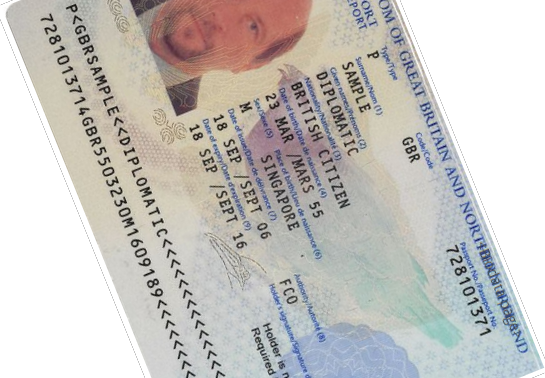 OM OF GREAT BRITAIN AND NORTHERN IRELAND
PORT
Type/Type
Code/Code
Passport No./Passeport No.
P
GBR
728101371
Surname/Nom (1)
SAMPLE
Given names/Prénoms (2)
DIPLOMATIC
Nationality/Nationalité (3)
BRITISH CITIZEN
Date of birth/Date de naissance (4)
23 MAR /MARS 55
Sex/Sexe (5)
Place of birth/Lieu de naissance (6)
M
SINGAPORE
Date of issue/Date de délivrance (7)
Authority/Autorité (8)
18 SEP /SEPT 06
FCO
Date of expiry/Date d'expiration (9)
Holder's signature/Signature
18 SEP /SEPT 16
Holder is
Required
P<GBRSAMPLE<<DIPLOMATIC<<<<<<<<<<<
7281013714GBR5503230M1609189<<<<<<